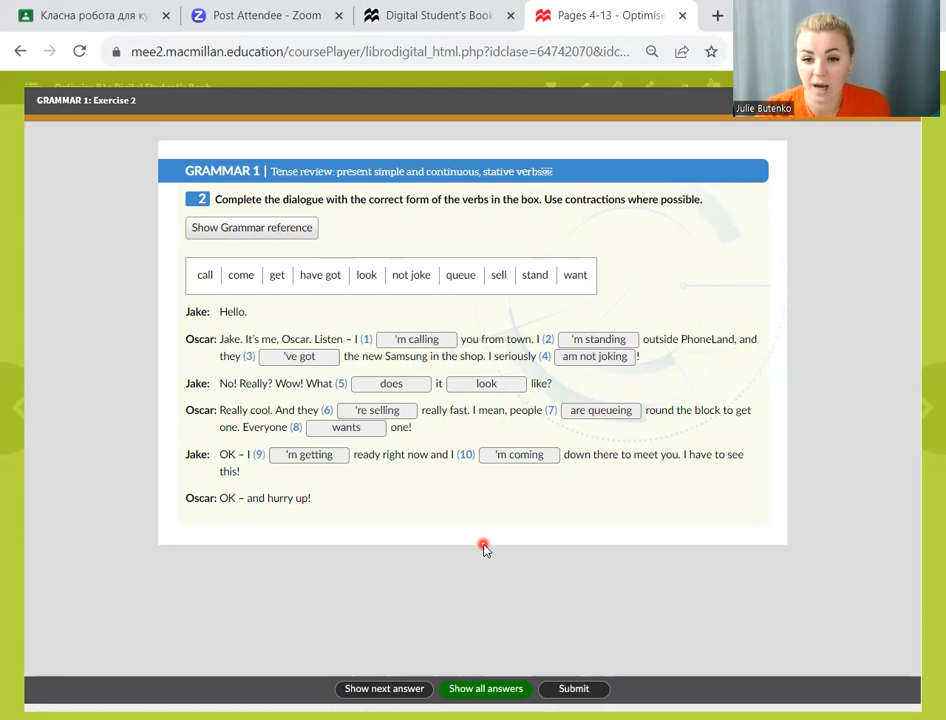 Класна робота для ку
Post Attendee - Zoom
Digital Student's Book
Pages 4-13 - Optimise
mee2.macmillan.education/coursePlayer/librodigital_html.php?idclase=64742070&idc...
Julie Butenko
GRAMMAR 1: Exercise 2
GRAMMAR 1 | Tense review: present simple and continuous, stative verbs
2 Complete the dialogue with the correct form of the verbs in the box. Use contractions where possible.
Show Grammar reference
call come get have got look not joke queue sell stand want
Jake: Hello.
Oscar: Jake. It's me, Oscar. Listen – I (1) 'm calling you from town. I (2) 'm standing outside PhoneLand, and
they (3) 've got the new Samsung in the shop. I seriously (4) am not joking !
Jake: No! Really? Wow! What (5) does it look like?
Oscar: Really cool. And they (6) 're selling really fast. I mean, people (7) are queueing round the block to get
one. Everyone (8) wants one!
Jake: OK – I (9) 'm getting ready right now and I (10) 'm coming down there to meet you. I have to see
this!
Oscar: OK – and hurry up!
Show next answer Show all answers Submit